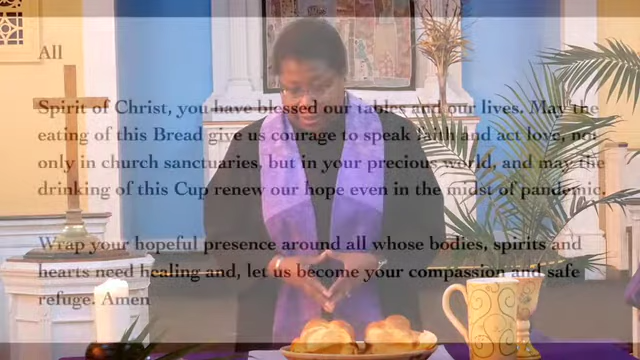 All
Spirit of Christ, you have blessed our tables and our lives. May the
eating of this Bread give us courage to speak faith and act love, not
only in church sanctuaries, but in your precious world, and may the
drinking of this Cup renew our hope even in the midst of pandemic.
Wrap your hopeful presence around all whose bodies, spirits and
hearts need healing and, let us become your compassion and safe
refuge. Amen